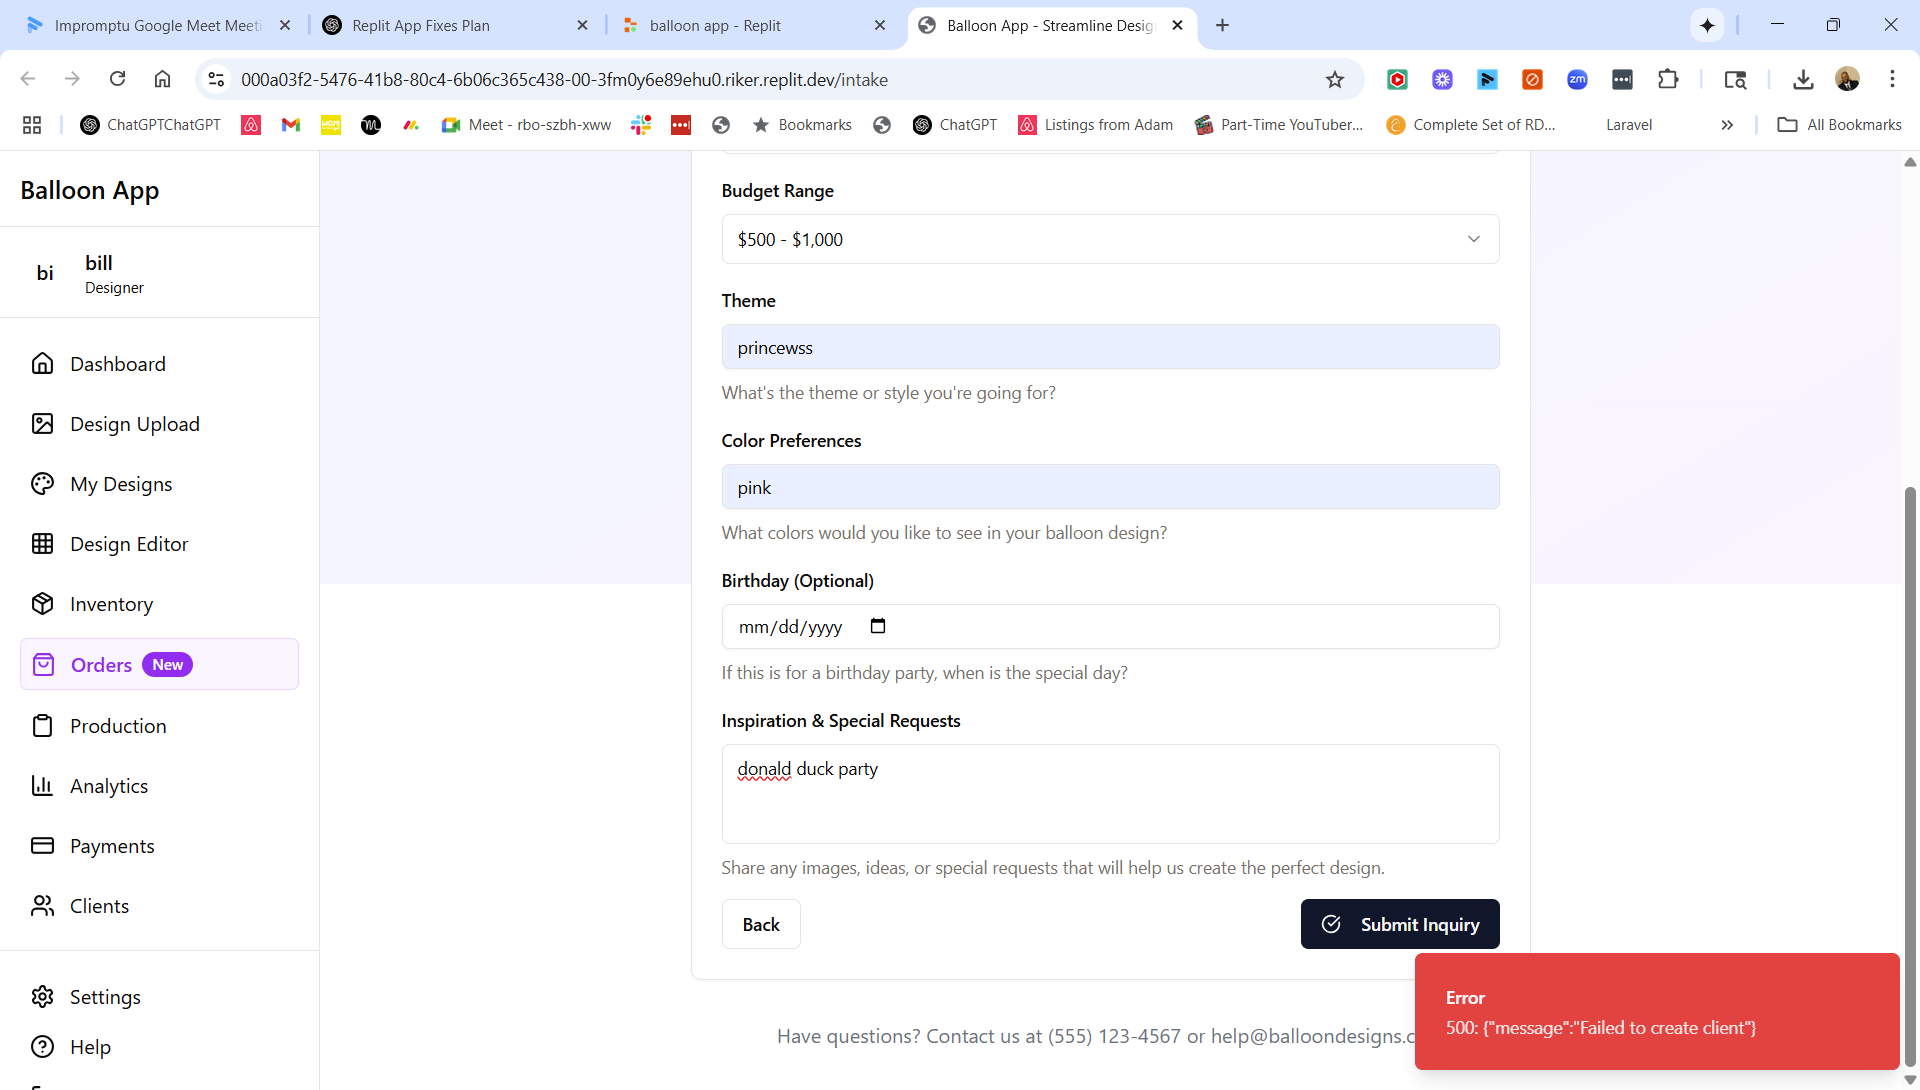 Impromptu Google Meet Meeti
Replit App Fixes Plan
balloon app - Replit
Balloon App - Streamline Desig
000a03f2-5476-41b8-80c4-6b06c365c438-00-3fm0y6e89ehu0.riker.replit.dev/intake
zm
ChatGPTChatGPT
Meet - rbo-szbh-xww
Bookmarks
ChatGPT
Listings from Adam
Part-Time YouTuber...
Complete Set of RD...
Laravel
All Bookmarks
Balloon App
bi
bill
Designer
Dashboard
Design Upload
My Designs
Design Editor
Inventory
Orders New
Production
Analytics
Payments
Clients
Settings
Help
Budget Range
$500 - $1,000
Theme
princewss
What's the theme or style you're going for?
Color Preferences
pink
What colors would you like to see in your balloon design?
Birthday (Optional)
mm/dd/yyyy
If this is for a birthday party, when is the special day?
Inspiration & Special Requests
donald duck party
Share any images, ideas, or special requests that will help us create the perfect design.
Back
Submit Inquiry
Have questions? Contact us at (555) 123-4567 or help@balloondesigns.c
Error
500: {"message":"Failed to create client"}